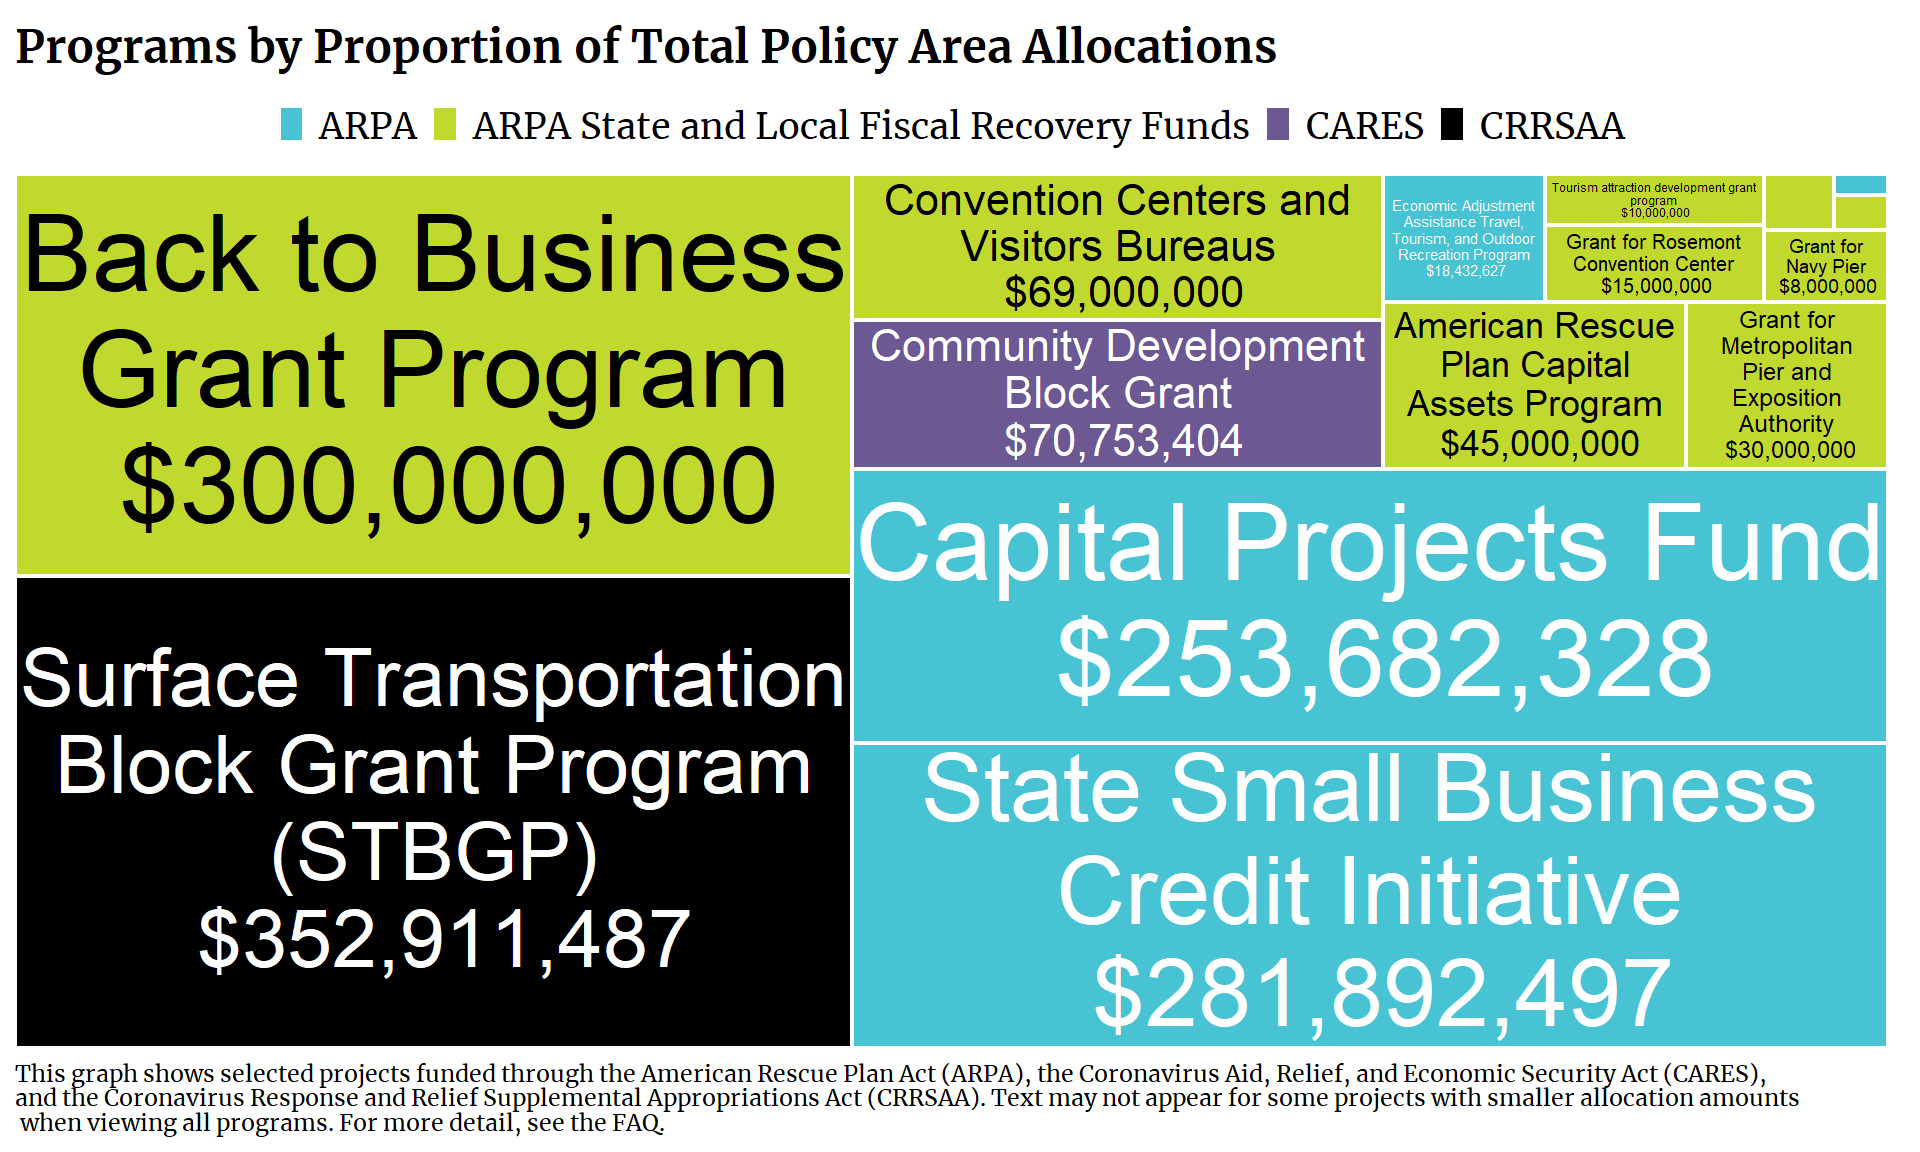 Programs by Proportion of Total Policy Area Allocations
ARPA ARPA State and Local Fiscal Recovery Funds CARES CRRSAA
Back to Business
Grant Program
$300,000,000
Surface Transportation
Block Grant Program
(STBGP)
$352,911,487
Convention Centers and
Visitors Bureaus
$69,000,000
Community Development
Block Grant
$70,753,404
Economic Adjustment
Assistance Travel,
Tourism, and Outdoor
Recreation Program
$18,432,627
Tourism attraction development grant
program
$10,000,000
Grant for Rosemont
Convention Center
$15,000,000
Grant for
Navy Pier
$8,000,000
American Rescue
Plan Capital
Assets Program
$45,000,000
Grant for
Metropolitan
Pier and
Exposition
Authority
$30,000,000
Capital Projects Fund
$253,682,328
State Small Business
Credit Initiative
$281,892,497
This graph shows selected projects funded through the American Rescue Plan Act (ARPA), the Coronavirus Aid, Relief, and Economic Security Act (CARES),
and the Coronavirus Response and Relief Supplemental Appropriations Act (CRRSAA). Text may not appear for some projects with smaller allocation amounts
when viewing all programs. For more detail, see the FAQ.